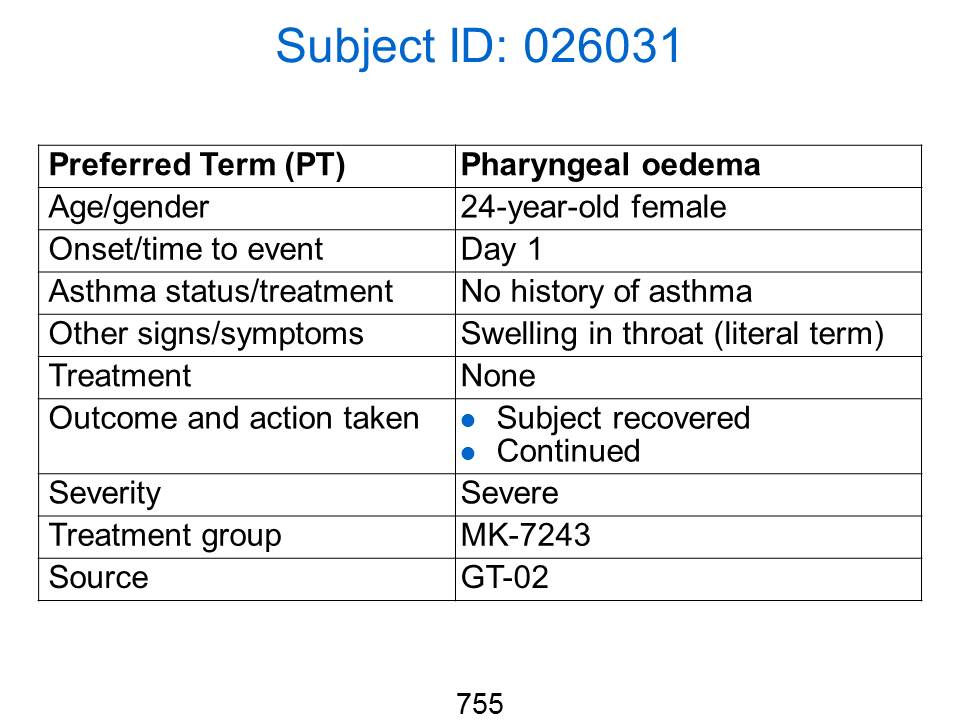 Subject ID: 026031
Preferred Term (PT) Pharyngeal oedema
Age/gender 24-year-old female
Onset/time to event Day 1
Asthma status/treatment No history of asthma
Other signs/symptoms Swelling in throat (literal term)
Treatment None
Outcome and action taken ● Subject recovered
● Continued
Severity Severe
Treatment group MK-7243
Source GT-02
755